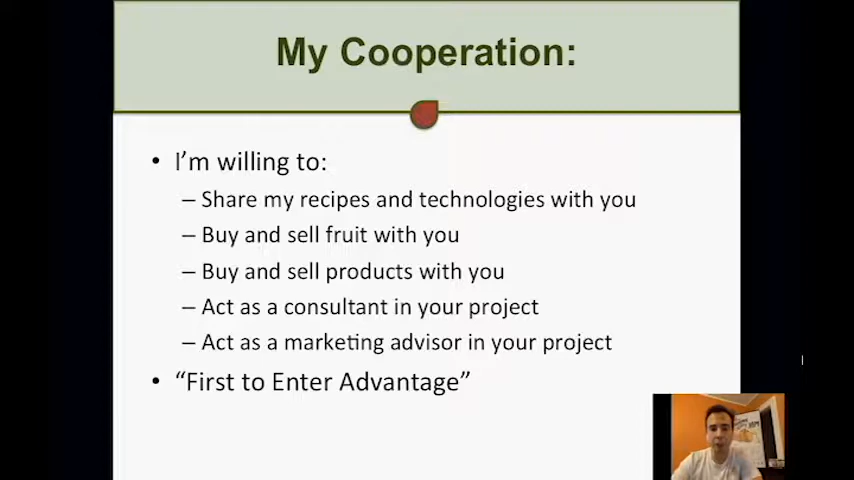 My Cooperation:
• I'm willing to:
– Share my recipes and technologies with you
– Buy and sell fruit with you
– Buy and sell products with you
– Act as a consultant in your project
– Act as a marketing advisor in your project
• “First to Enter Advantage”